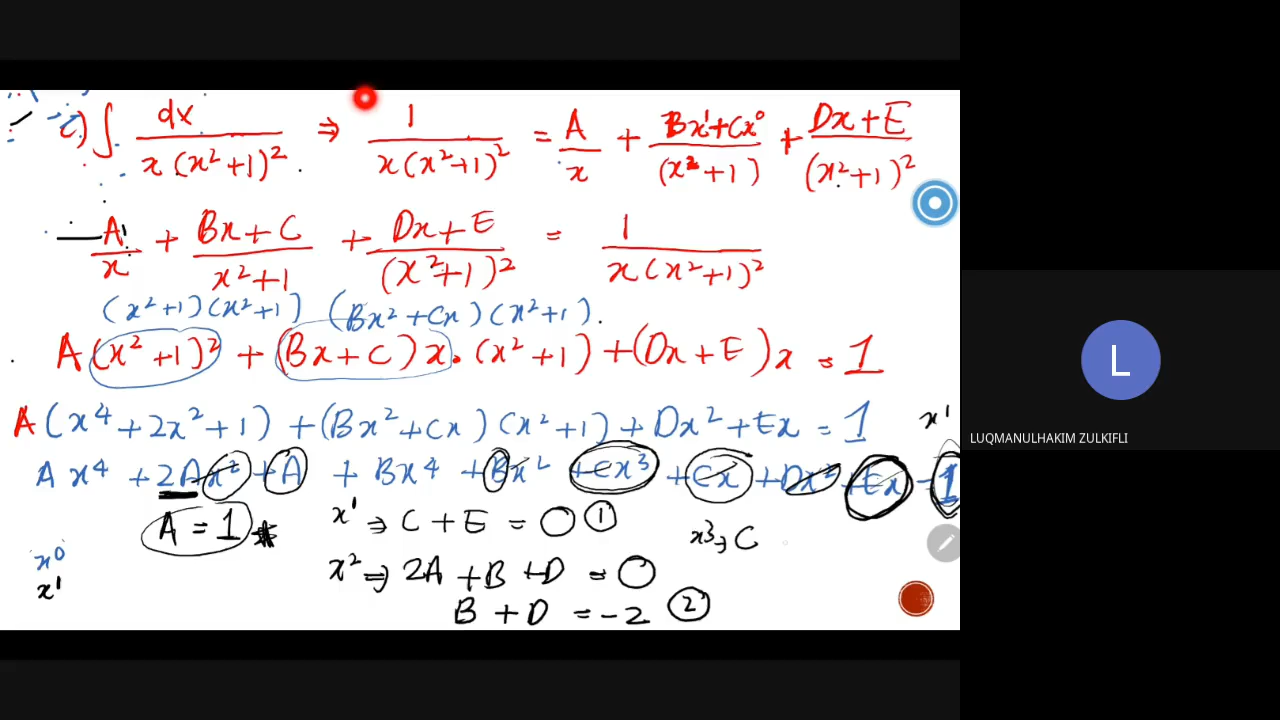 c) ∫ dx / x(x²+1)² ⇒ 1 / x(x²+1)² = A/x + Bx¹+Cx⁰ / (x²+1) + Dx+E / (x²+1)²
A/x + Bx+C / x²+1 + Dx+E / (x²+1)² = 1 / x(x²+1)²
(x²+1)(x²+1) (Bx²+Cx)(x²+1).
A(x²+1)² + (Bx+C)x.(x²+1) + (Dx+E)x = 1
A(x⁴+2x²+1) + (Bx²+Cx)(x²+1) + Dx²+Ex = 1
x¹
Ax⁴ + 2Ax² + A + Bx⁴ + Bx² + Cx³ + Cx + Dx² + Ex = 1
A = 1
x¹ ⇒ C + E = 0 ①
x³→ C
x⁰
x¹
x² ⇒ 2A + B + D = 0
B + D = -2 ②
L
LUQMANULHAKIM ZULKIFLI